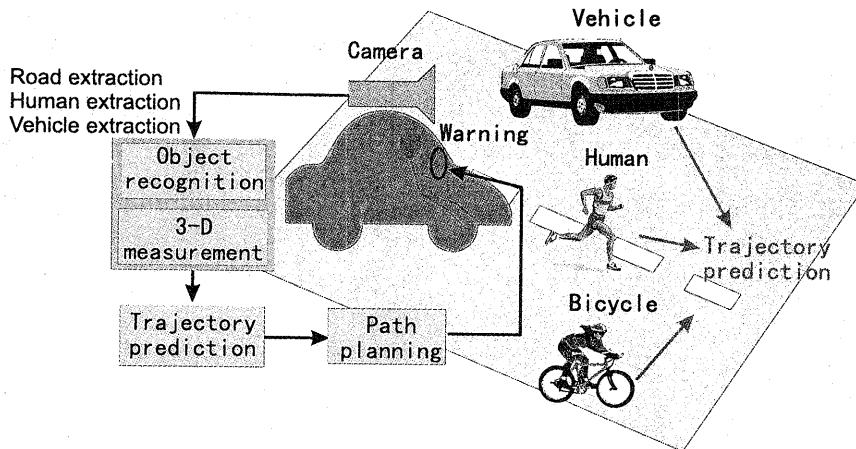 Vehicle
Camera
Road extraction
Human extraction
Vehicle extraction
Warning
Object
recognition
Human
3-D
measurement
Trajectory
prediction
Bicycle
Trajectory
prediction
Path
planning